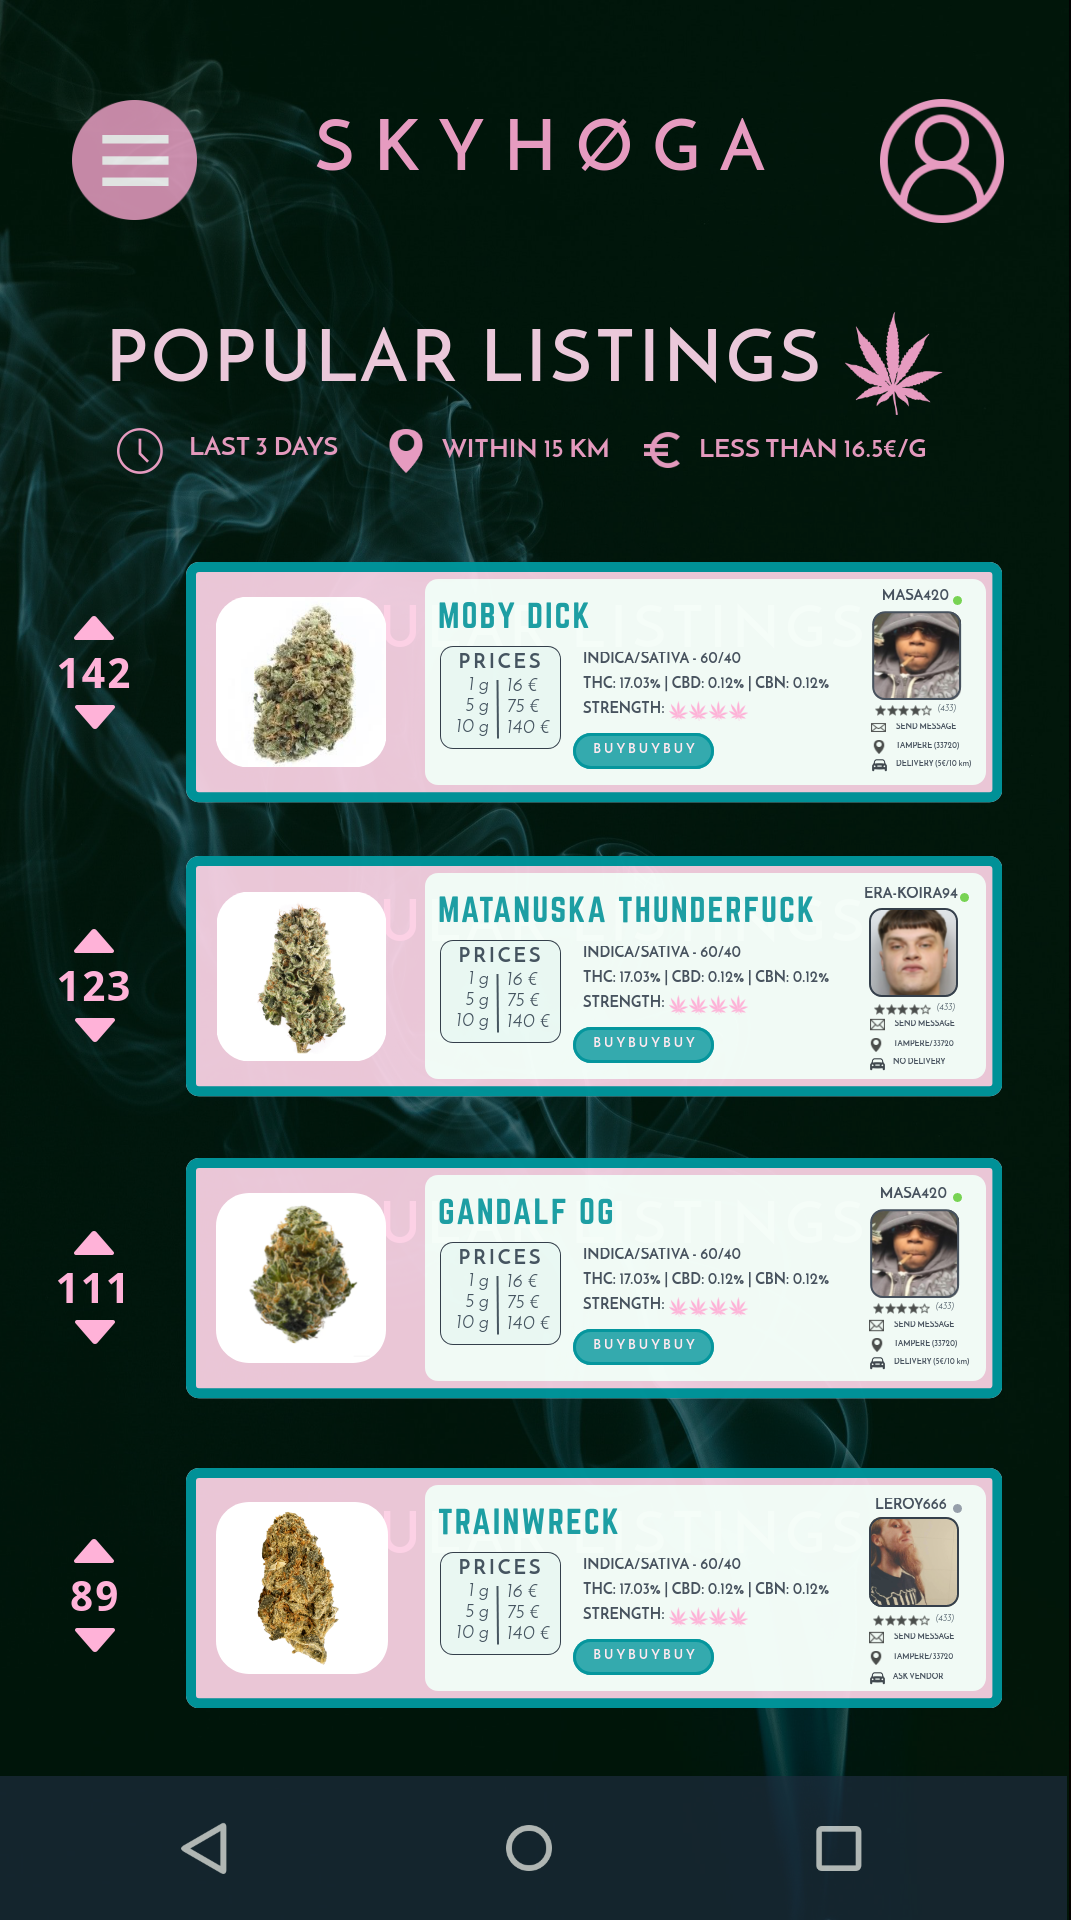 SKYHØGA
POPULAR LISTINGS
LAST 3 DAYS
WITHIN 15 KM
€ LESS THAN 16.5€/G
142
MOBY DICK
PRICES
1 g 16 €
5 g 75 €
10 g 140 €
INDICA/SATIVA - 60/40
THC: 17.03% | CBD: 0.12% | CBN: 0.12%
STRENGTH:
BUYBUYBUY
MASA420
(433)
SEND MESSAGE
TAMPERE (33720)
DELIVERY (5€/10 km)
123
MATANUSKA THUNDERFUCK
PRICES
1 g 16 €
5 g 75 €
10 g 140 €
INDICA/SATIVA - 60/40
THC: 17.03% | CBD: 0.12% | CBN: 0.12%
STRENGTH:
BUYBUYBUY
ERA-KOIRA94
(433)
SEND MESSAGE
TAMPERE/33720
NO DELIVERY
111
GANDALF OG
PRICES
1 g 16 €
5 g 75 €
10 g 140 €
INDICA/SATIVA - 60/40
THC: 17.03% | CBD: 0.12% | CBN: 0.12%
STRENGTH:
BUYBUYBUY
MASA420
(433)
SEND MESSAGE
TAMPERE (33720)
DELIVERY (5€/10 km)
89
TRAINWRECK
PRICES
1 g 16 €
5 g 75 €
10 g 140 €
INDICA/SATIVA - 60/40
THC: 17.03% | CBD: 0.12% | CBN: 0.12%
STRENGTH:
BUYBUYBUY
LEROY666
(433)
SEND MESSAGE
TAMPERE/33720
ASK VENDOR